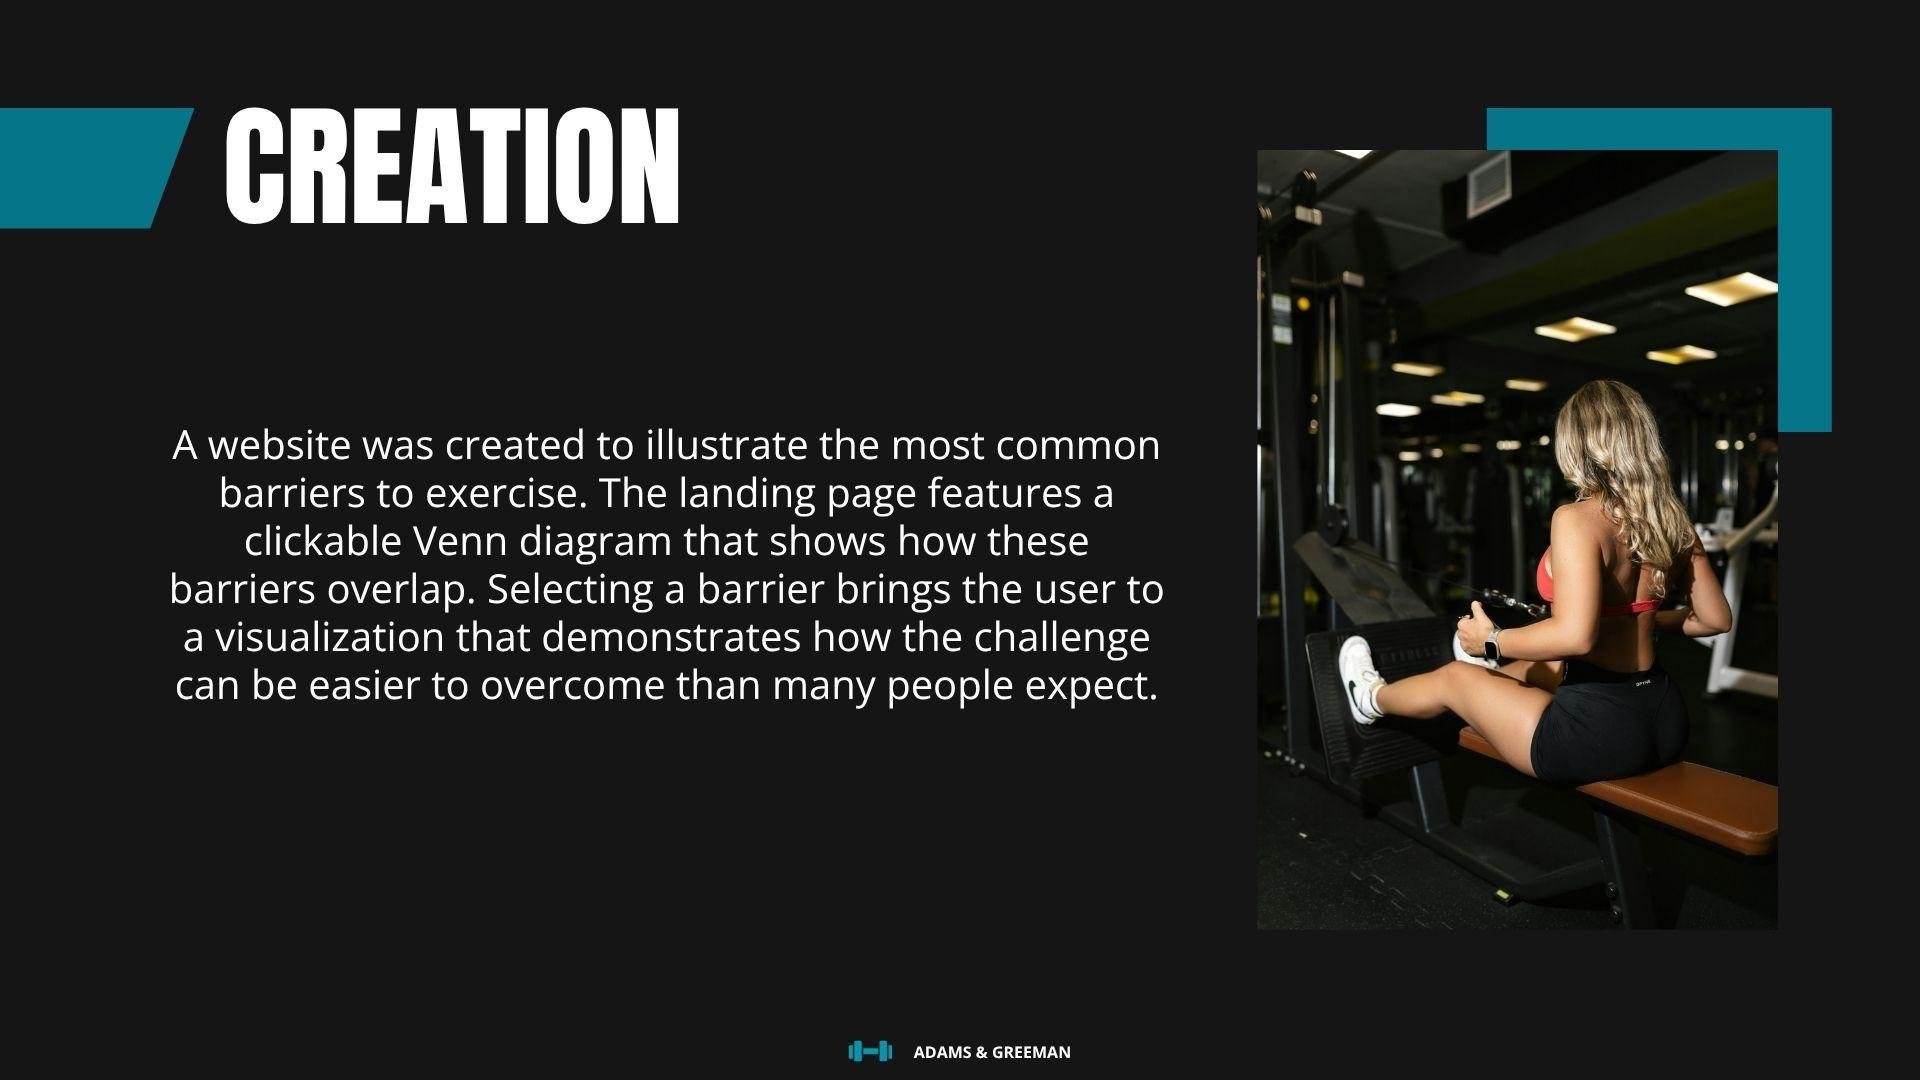 CREATION
A website was created to illustrate the most common
barriers to exercise. The landing page features a
clickable Venn diagram that shows how these
barriers overlap. Selecting a barrier brings the user to
a visualization that demonstrates how the challenge
can be easier to overcome than many people expect.
FITNESS
ADAMS & GREEMAN